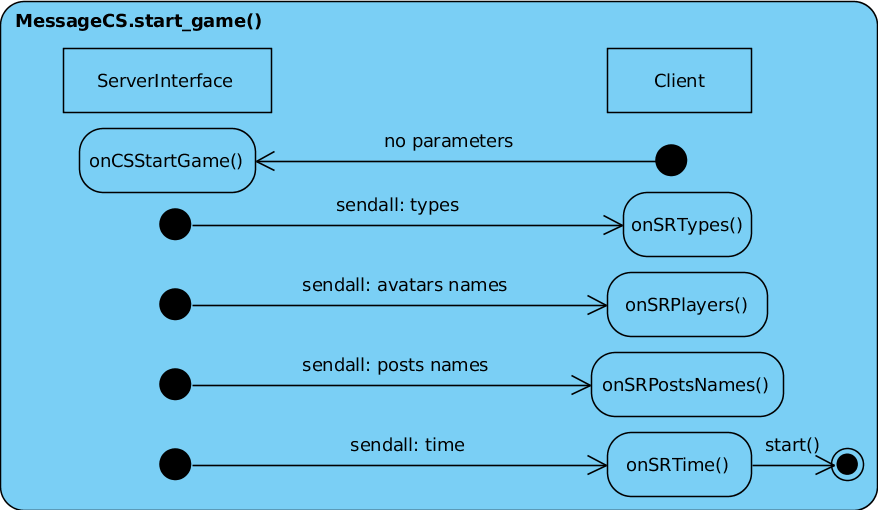 MessageCS.start_game()
ServerInterface
Client
onCSStartGame()
no parameters
sendall: types
onSRTypes()
sendall: avatars names
onSRPlayers()
sendall: posts names
onSRPostsNames()
sendall: time
onSRTime()
start()